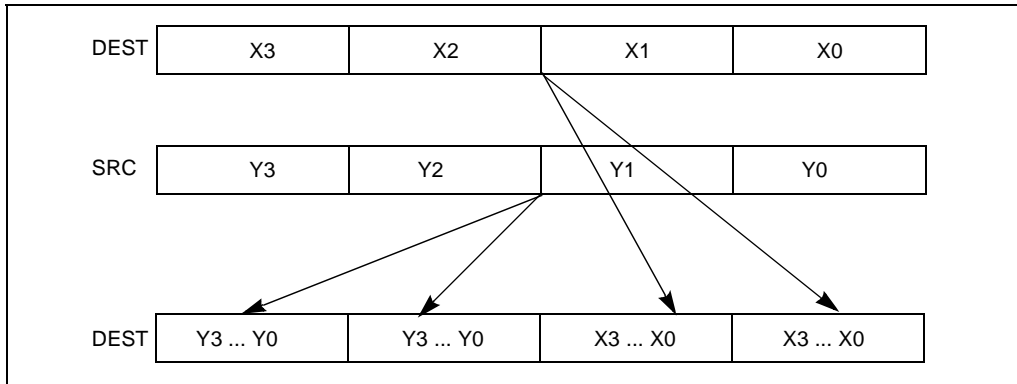 DEST X3 X2 X1 X0
SRC Y3 Y2 Y1 Y0
DEST Y3 ... Y0 Y3 ... Y0 X3 ... X0 X3 ... X0